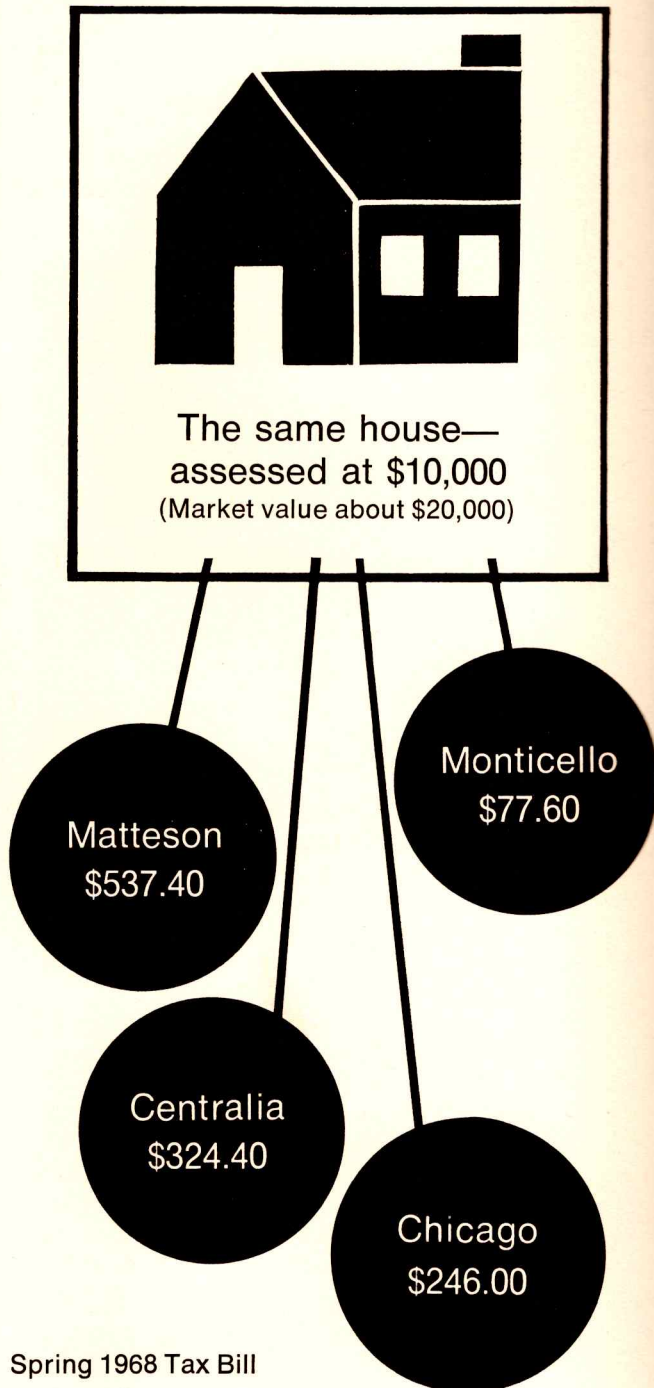 The same house—
assessed at $10,000
(Market value about $20,000)
Monticello
$77.60
Matteson
$537.40
Centralia
$324.40
Chicago
$246.00
Spring 1968 Tax Bill